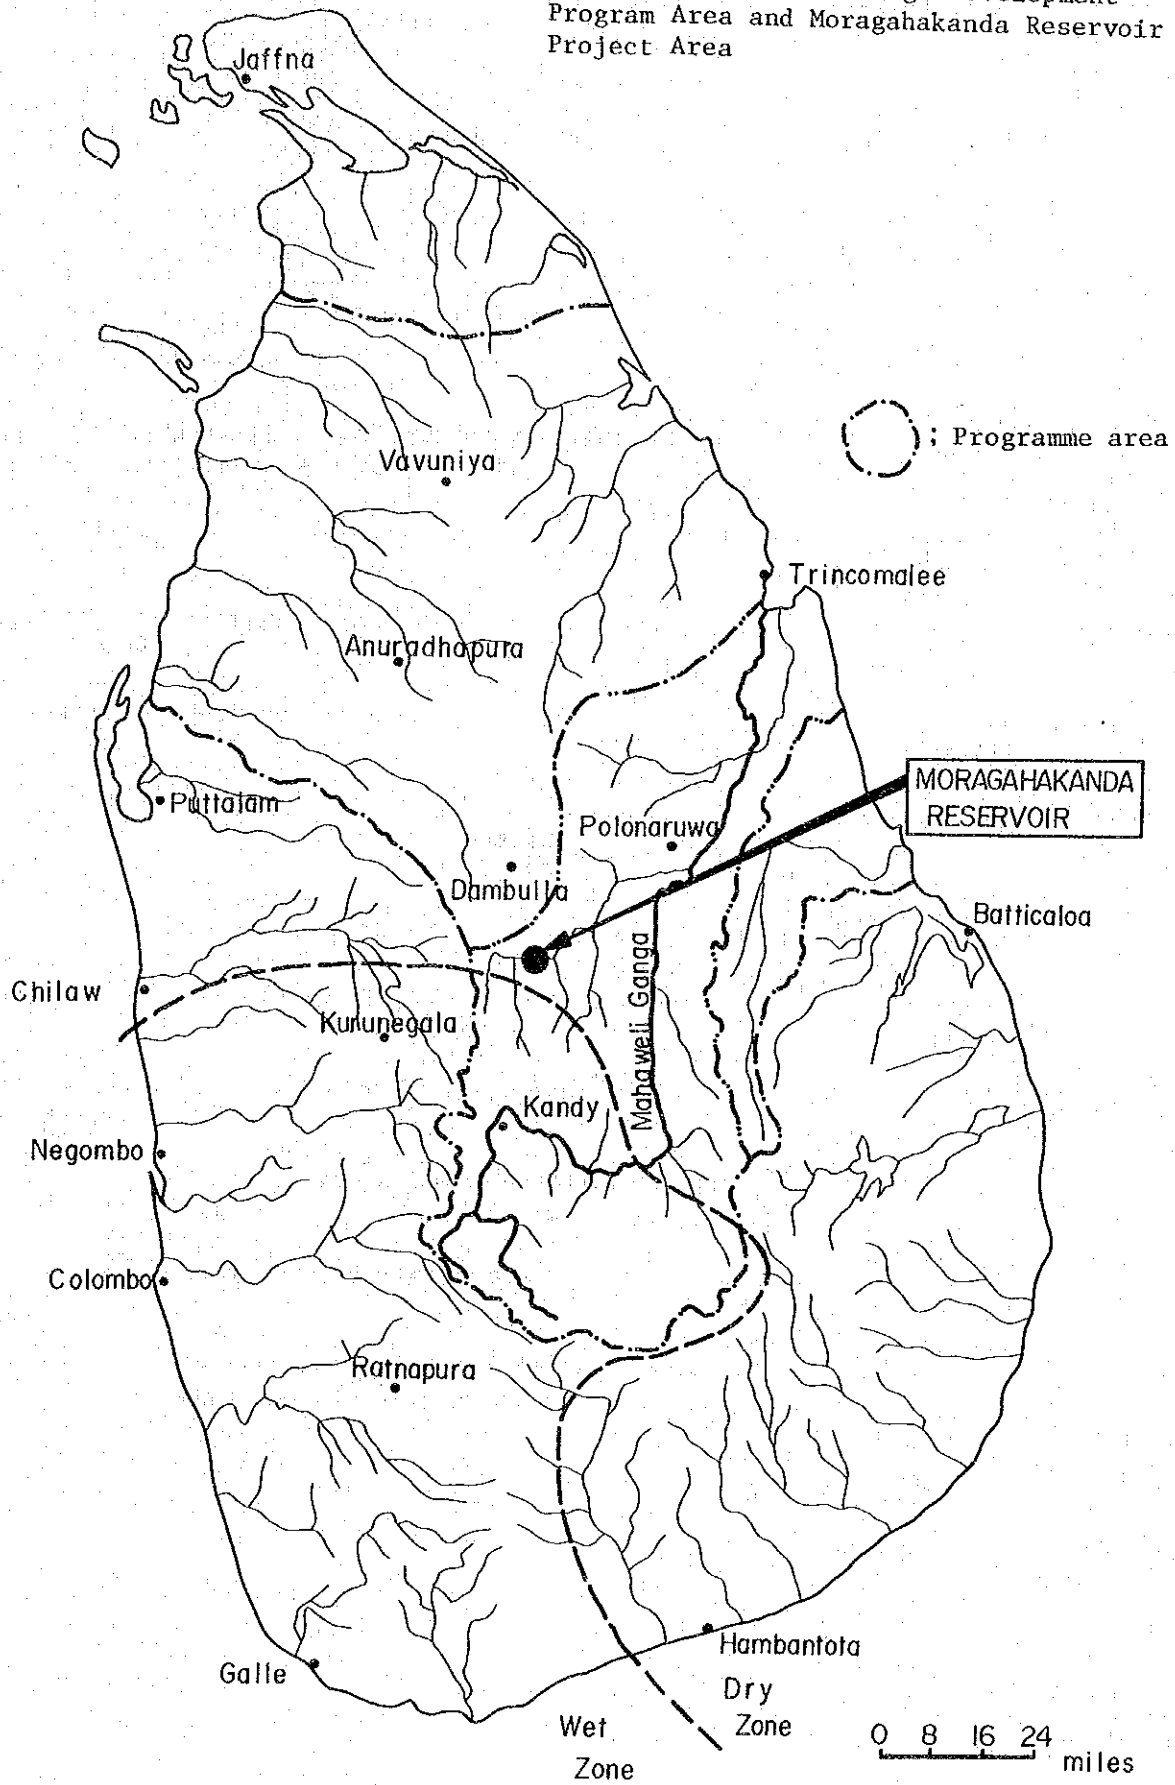 Program Area and Moragahakanda Reservoir
Project Area
Jaffna
; Programme area
Vavuniya
Trincomalee
Anuradhapura
MORAGAHAKANDA
RESERVOIR
Puttalam
Polonaruwa
Dambulla
Batticaloa
Chilaw
Kurunegala
Mahaweli Ganga
Kandy
Negombo
Colombo
Ratnapura
Hambantota
Galle
Dry
Zone
Wet
Zone
0 8 16 24
miles